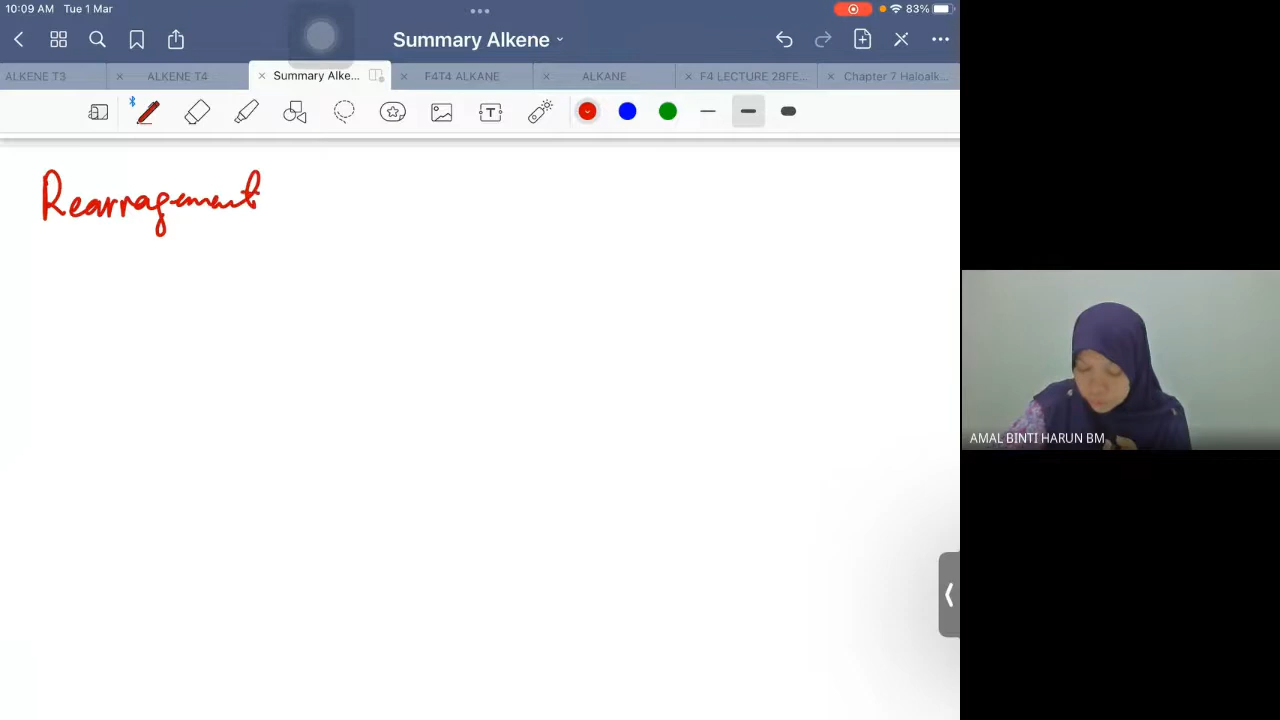 10:09 AM Tue 1 Mar
83%
Summary Alkene
ALKENE T3
ALKENE T4
Summary Alke...
F4T4 ALKANE
ALKANE
F4 LECTURE 28FE...
Chapter 7 Haloalk...
T
Rearragement
AMAL BINTI HARUN BM